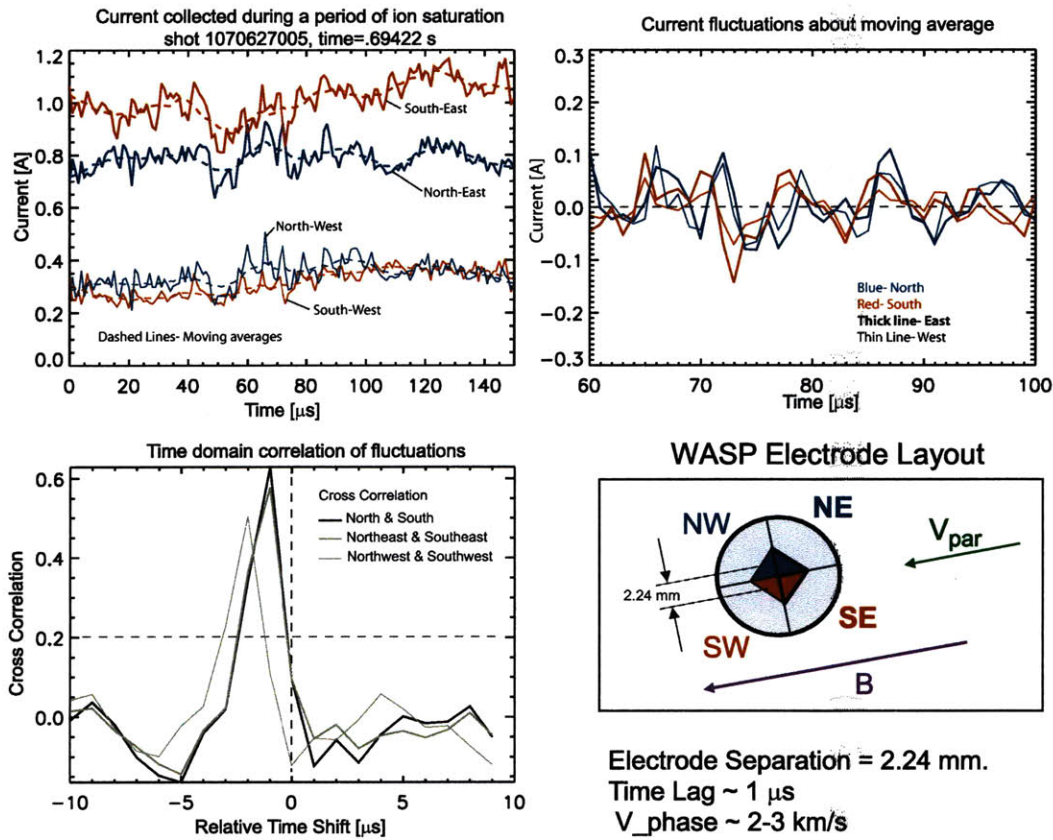 Current collected during a period of ion saturation
shot 1070627005, time=.69422 s
Current [A]
1.2
1.0
0.8
0.6
0.4
0.2
0.0
South-East
North-East
North-West
South-West
Dashed Lines- Moving averages
0 20 40 60 80 100 120 140
Time [μs]
Current fluctuations about moving average
Current [A]
0.3
0.2
0.1
0.0
−0.1
−0.2
−0.3
Blue- North
Red- South
Thick line- East
Thin Line- West
60 70 80 90 100
Time [μs]
Time domain correlation of fluctuations
Cross Correlation
0.6
0.4
0.2
0.0
Cross Correlation
North & South
Northeast & Southeast
Northwest & Southwest
−10 −5 0 5 10
Relative Time Shift [μs]
WASP Electrode Layout
NW
NE
Vpar
2.24 mm
SW
SE
B
Electrode Separation = 2.24 mm.
Time Lag ~ 1 μs
V_phase ~ 2-3 km/s